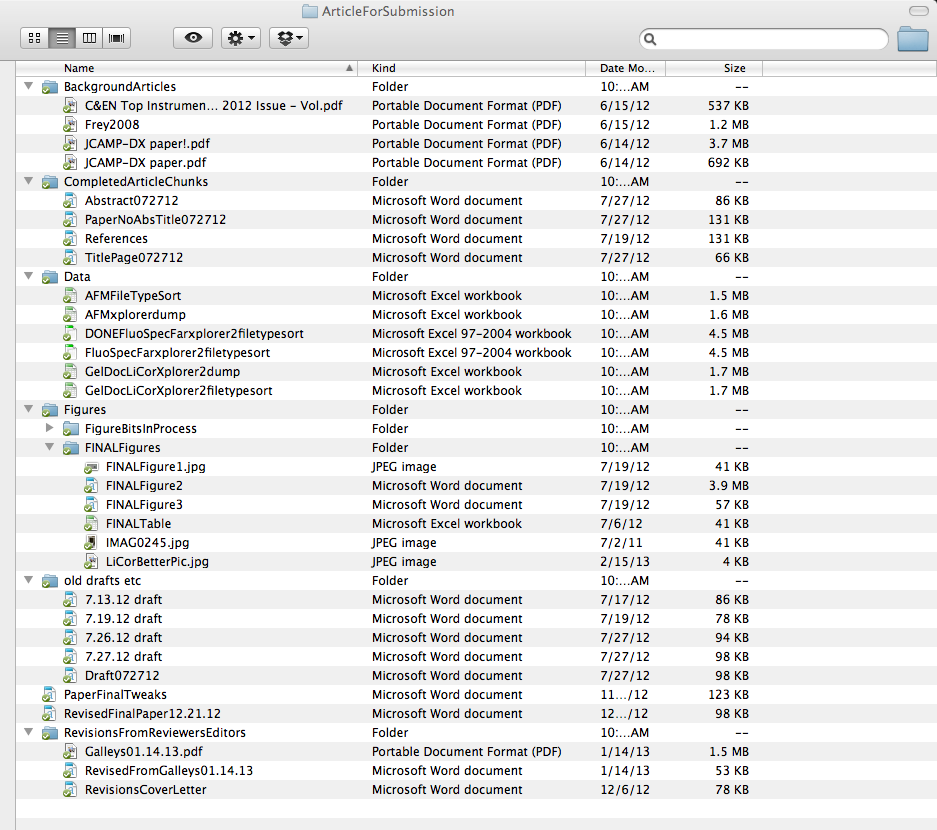 ArticleForSubmission
Name Kind Date Mo... Size
BackgroundArticles Folder 10:...AM --
C&EN Top Instrumen... 2012 Issue – Vol.pdf Portable Document Format (PDF) 6/15/12 537 KB
Frey2008 Portable Document Format (PDF) 6/15/12 1.2 MB
JCAMP-DX paper!.pdf Portable Document Format (PDF) 6/14/12 3.7 MB
JCAMP-DX paper.pdf Portable Document Format (PDF) 6/14/12 692 KB
CompletedArticleChunks Folder 10:...AM --
Abstract072712 Microsoft Word document 7/27/12 86 KB
PaperNoAbsTitle072712 Microsoft Word document 7/27/12 131 KB
References Microsoft Word document 7/19/12 131 KB
TitlePage072712 Microsoft Word document 7/27/12 66 KB
Data Folder 10:...AM --
AFMFileTypeSort Microsoft Excel workbook 10:...AM 1.5 MB
AFMxplorerdump Microsoft Excel workbook 10:...AM 1.6 MB
DONEFluoSpecFarxplorer2filetypesort Microsoft Excel 97-2004 workbook 10:...AM 4.5 MB
FluoSpecFarxplorer2filetypesort Microsoft Excel 97-2004 workbook 10:...AM 4.5 MB
GelDocLiCorXplorer2dump Microsoft Excel workbook 10:...AM 1.7 MB
GelDocLiCorXplorer2filetypesort Microsoft Excel workbook 10:...AM 1.7 MB
Figures Folder 10:...AM --
FigureBitsInProcess Folder 10:...AM --
FINALFigures Folder 10:...AM --
FINALFigure1.jpg JPEG image 7/19/12 41 KB
FINALFigure2 Microsoft Word document 7/19/12 3.9 MB
FINALFigure3 Microsoft Word document 7/19/12 57 KB
FINALTable Microsoft Excel workbook 7/6/12 41 KB
IMAG0245.jpg JPEG image 7/2/11 41 KB
LiCorBetterPic.jpg JPEG image 2/15/13 4 KB
old drafts etc Folder 10:...AM --
7.13.12 draft Microsoft Word document 7/17/12 86 KB
7.19.12 draft Microsoft Word document 7/19/12 78 KB
7.26.12 draft Microsoft Word document 7/27/12 94 KB
7.27.12 draft Microsoft Word document 7/27/12 98 KB
Draft072712 Microsoft Word document 7/27/12 98 KB
PaperFinalTweaks Microsoft Word document 11.../12 123 KB
RevisedFinalPaper12.21.12 Microsoft Word document 12.../12 98 KB
RevisionsFromReviewersEditors Folder 10:...AM --
Galleys01.14.13.pdf Portable Document Format (PDF) 1/14/13 1.5 MB
RevisedFromGalleys01.14.13 Microsoft Word document 1/14/13 53 KB
RevisionsCoverLetter Microsoft Word document 12/6/12 78 KB